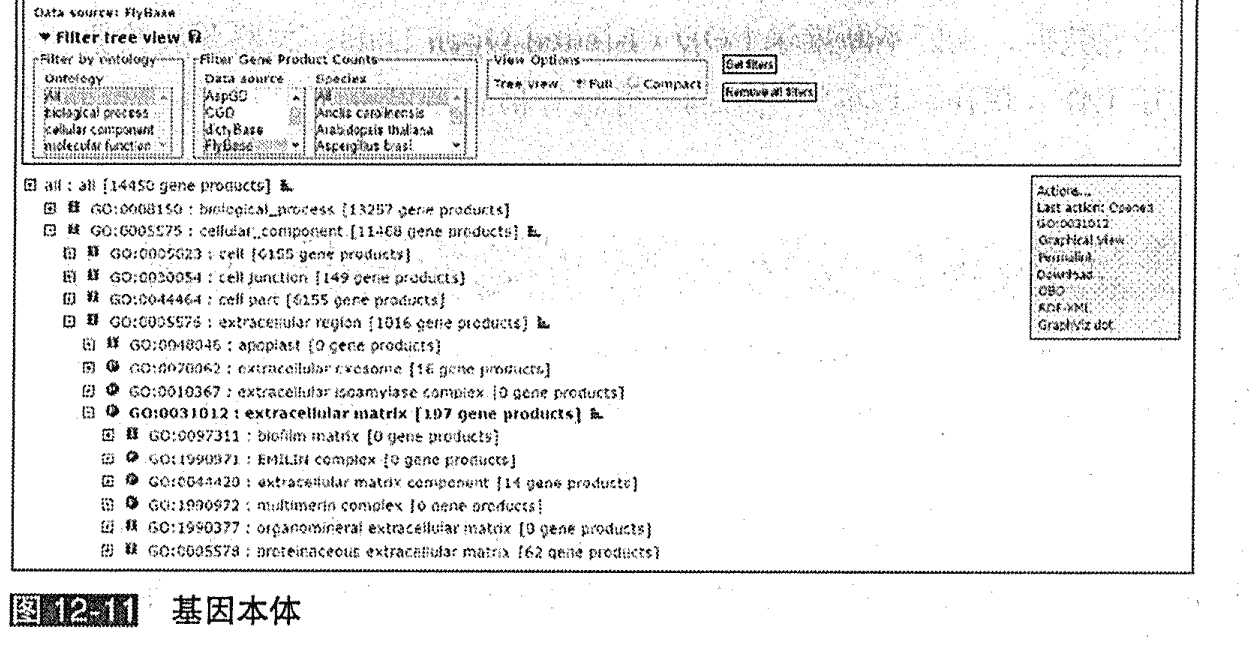 Data source: FlyBase
▼ Filter tree view
Filter by ontology
Ontology
All
biological process
cellular component
molecular function
Filter Gene Product Counts
Data source
AspGD
CGD
dictyBase
FlyBase
Species
All
Anolis carolinensis
Arabidopsis thaliana
Aspergillus brasi
View Options
Tree view Full Compact
Set filters
Remove all filters
all : all [14450 gene products]
GO:0008150 : biological_process [13257 gene products]
GO:0005575 : cellular_component [11468 gene products]
GO:0005623 : cell [6155 gene products]
GO:0030054 : cell junction [149 gene products]
GO:0044464 : cell part [6155 gene products]
GO:0005576 : extracellular region [1016 gene products]
GO:0048046 : apoplast [0 gene products]
GO:0070062 : extracellular exosome [16 gene products]
GO:0010367 : extracellular isoamylase complex [0 gene products]
GO:0031012 : extracellular matrix [197 gene products]
GO:0097311 : biofilm matrix [0 gene products]
GO:1990971 : EMILIN complex [0 gene products]
GO:0044420 : extracellular matrix component [14 gene products]
GO:1990972 : multimerin complex [0 gene products]
GO:1990377 : organomineral extracellular matrix [0 gene products]
GO:0005578 : proteinaceous extracellular matrix [62 gene products]
Actions...
Last action: Opened
GO:0031012
Graphical View
Permalink
Download...
OBO
RDF-XML
GraphViz dot
图 12-11 基因本体